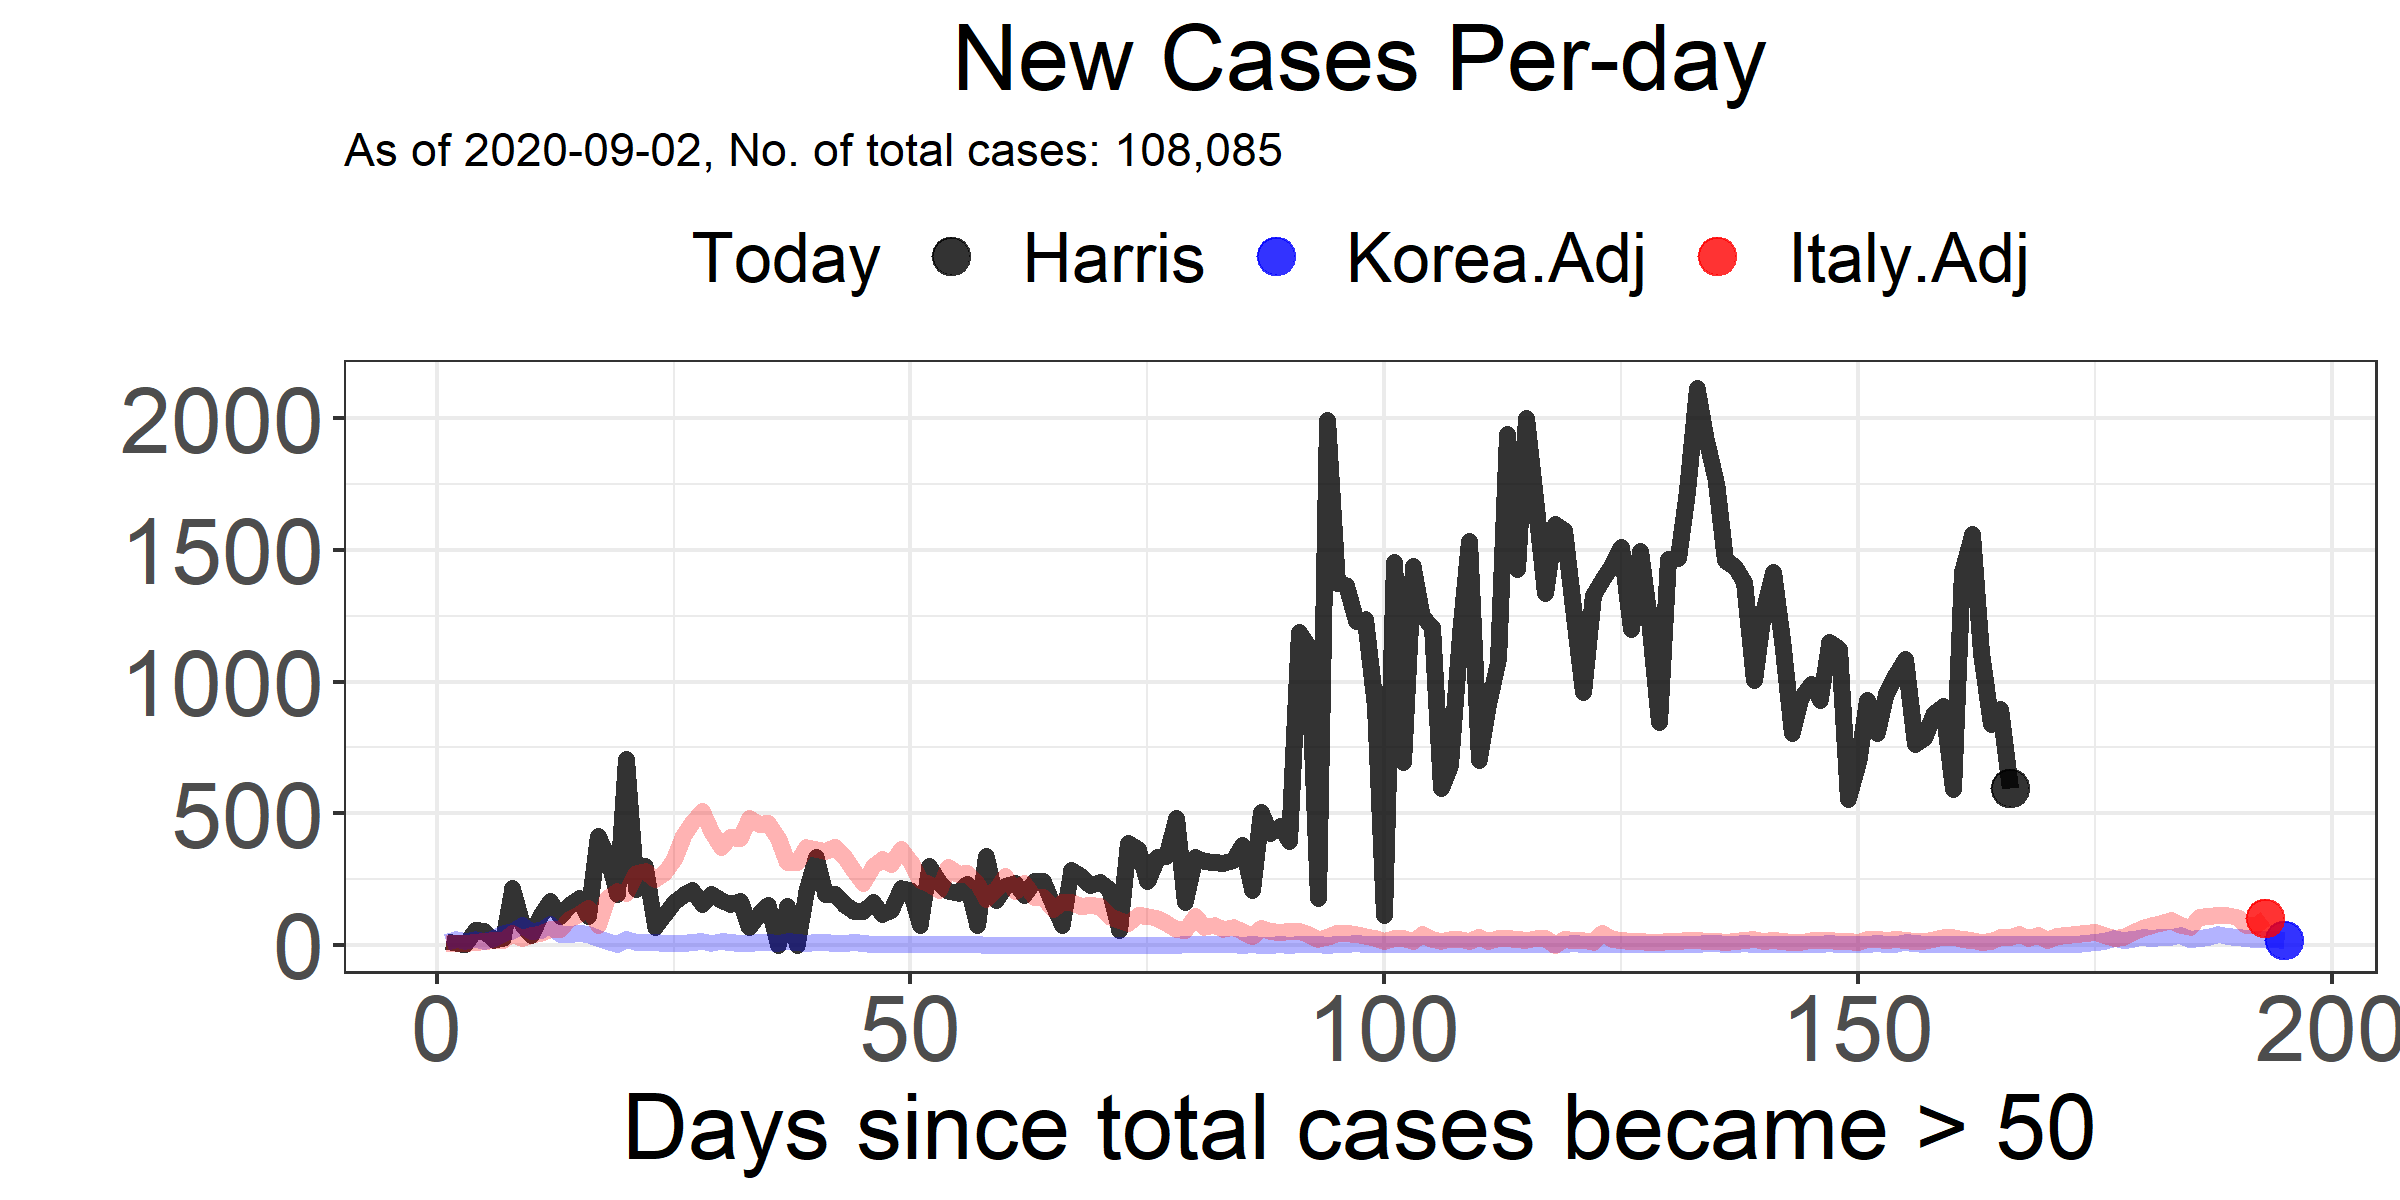 New Cases Per-day
As of 2020-09-02, No. of total cases: 108,085
Today Harris Korea.Adj Italy.Adj
2000
1500
1000
500
0
0 50 100 150 200
Days since total cases became > 50